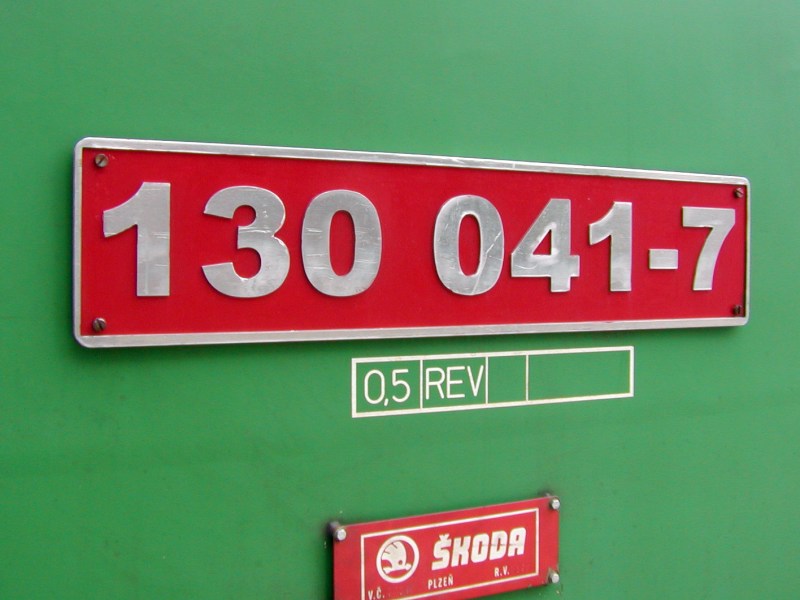 130 041-7
0,5 REV
ŠKODA
V.Č. PLZEŇ R.V.